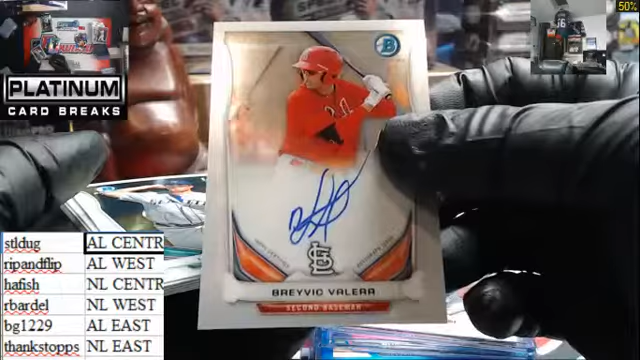 50%
PLATINUM
CARD BREAKS
stldug AL CENTR
ripandflip AL WEST
hafish NL CENTR
rbardel NL WEST
bg1229 AL EAST
thankstopps NL EAST
BREYVIC VALERA
SECOND BASEMAN